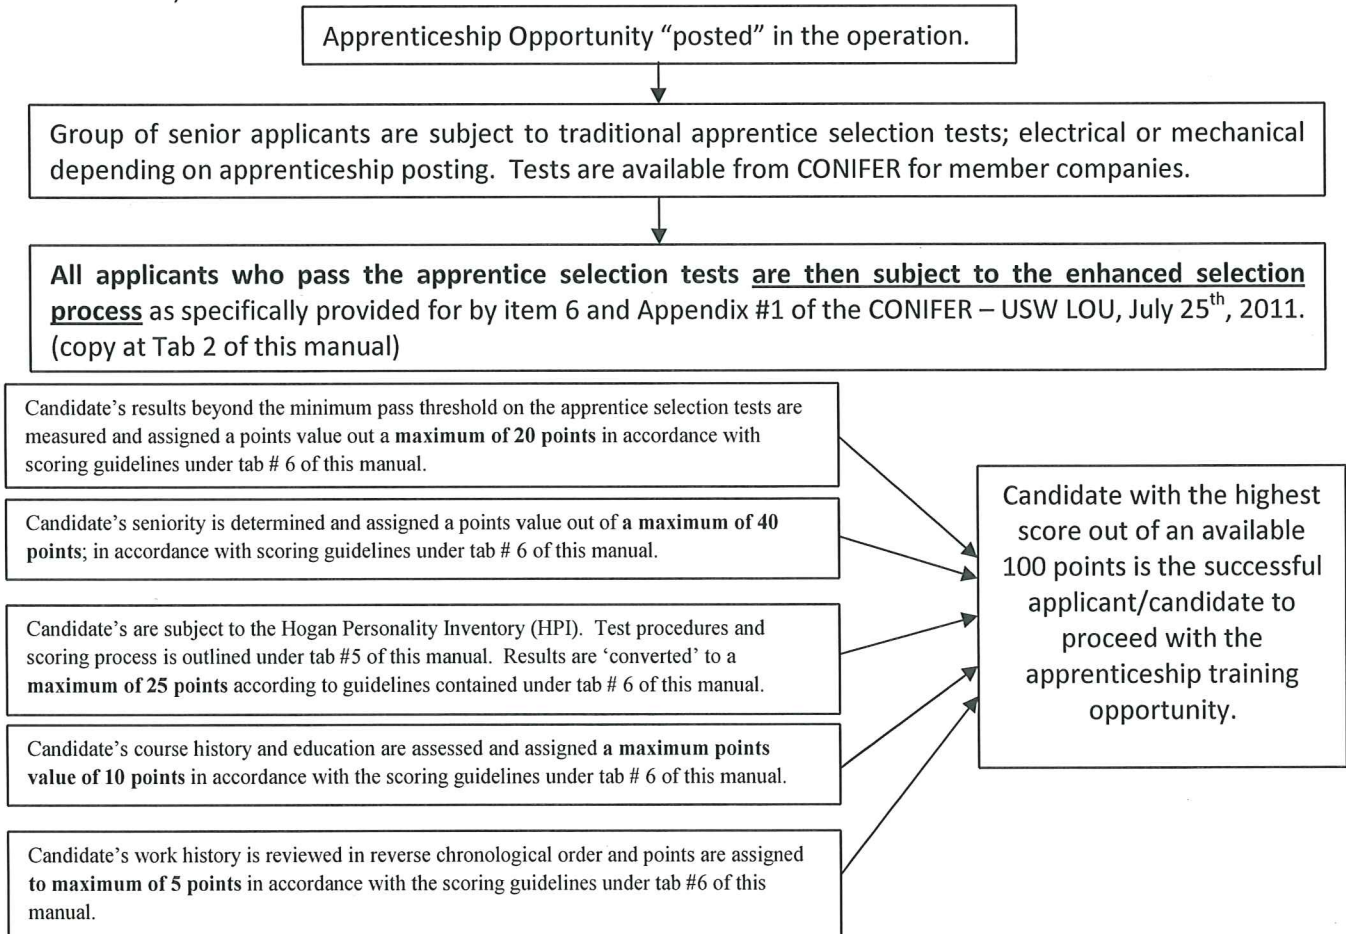 Apprenticeship Opportunity “posted” in the operation.
Group of senior applicants are subject to traditional apprentice selection tests; electrical or mechanical
depending on apprenticeship posting. Tests are available from CONIFER for member companies.
All applicants who pass the apprentice selection tests are then subject to the enhanced selection
process as specifically provided for by item 6 and Appendix #1 of the CONIFER – USW LOU, July 25th, 2011.
(copy at Tab 2 of this manual)
Candidate’s results beyond the minimum pass threshold on the apprentice selection tests are
measured and assigned a points value out a maximum of 20 points in accordance with
scoring guidelines under tab # 6 of this manual.
Candidate’s seniority is determined and assigned a points value out of a maximum of 40
points; in accordance with scoring guidelines under tab # 6 of this manual.
Candidate’s are subject to the Hogan Personality Inventory (HPI). Test procedures and
scoring process is outlined under tab #5 of this manual. Results are ‘converted’ to a
maximum of 25 points according to guidelines contained under tab # 6 of this manual.
Candidate’s course history and education are assessed and assigned a maximum points
value of 10 points in accordance with the scoring guidelines under tab # 6 of this manual.
Candidate’s work history is reviewed in reverse chronological order and points are assigned
to maximum of 5 points in accordance with the scoring guidelines under tab #6 of this
manual.
Candidate with the highest
score out of an available
100 points is the successful
applicant/candidate to
proceed with the
apprenticeship training
opportunity.